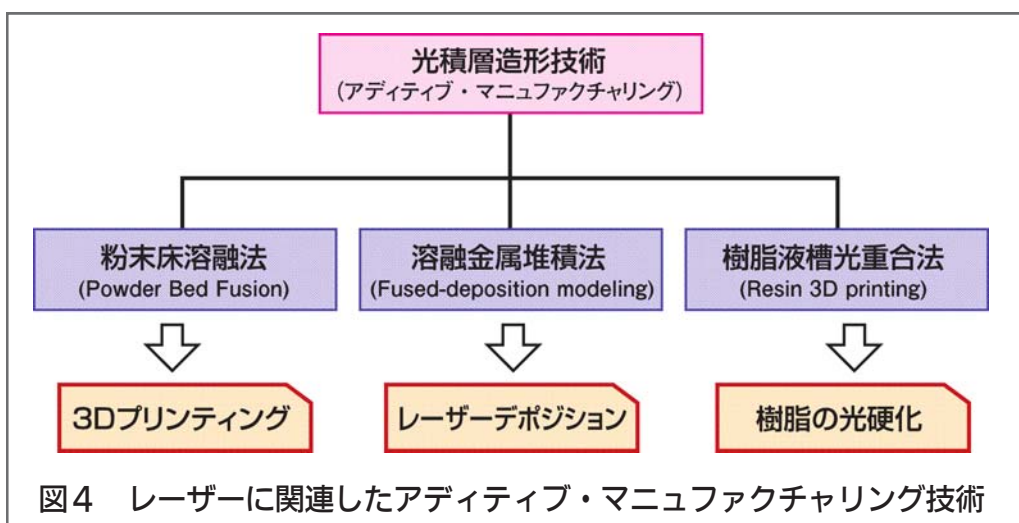 光積層造形技術
(アディティブ・マニュファクチャリング)
粉末床溶融法
(Powder Bed Fusion)
溶融金属堆積法
(Fused-deposition modeling)
樹脂液槽光重合法
(Resin 3D printing)
3Dプリンティング
レーザーデポジション
樹脂の光硬化
図4 レーザーに関連したアディティブ・マニュファクチャリング技術